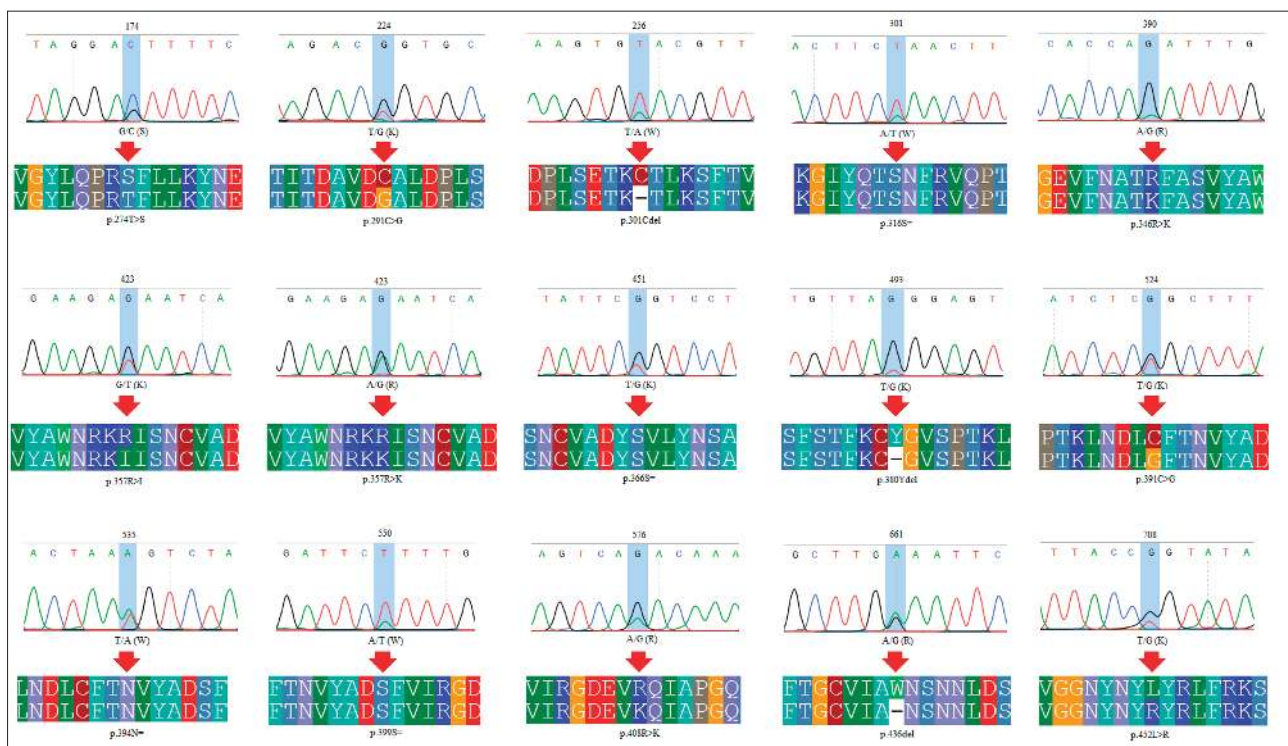 174
T A G G A C T T T T C
G/C (S)
VGYLQPRSFLLKYNE
VGYLQPRTFLLKYNE
p.274T>S
224
A G A C G G T G C
T/G (K)
TITDAVDCALDPLS
TITDAVDGALDPLS
p.291C>G
256
A A G T G T A C G T T
T/A (W)
DPLSETKCTLKSFTV
DPLSETK-TLKSFTV
p.301Cdel
301
A C T T C T A A C T T
A/T (W)
KGIYQTSNFRVQPT
KGIYQTSNFRVQPT
p.316S=
390
C A C C A G A T T T G
A/G (R)
GEVFNATRFASVYAW
GEVFNATKFASVYAW
p.346R>K
423
G A A G A G A A T C A
G/T (K)
VYAWNRKRISNCVAD
VYAWNRKIISNCVAD
p.357R>I
423
G A A G A G A A T C A
A/G (R)
VYAWNRKRISNCVAD
VYAWNRKKISNCVAD
p.357R>K
451
T A T T C G G T C C T
T/G (K)
SNCVADYSVLYNSA
SNCVADYSVLYNSA
p.366S=
493
T G T T A G G G A G T
T/G (K)
SFSTFKCYGVSPTKL
SFSTFKC-GVSPTKL
p.380Ydel
524
A T C T C G G C T T T
T/G (K)
PTKLNDLCFTNVYAD
PTKLNDLGFTNVYAD
p.391C>G
535
A C T A A A G T C T A
T/A (W)
LNDLCFTNVYADSF
LNDLCFTNVYADSF
p.394N=
550
G A T T C T T T T G
A/T (W)
FTNVYADSFVIRGD
FTNVYADSFVIRGD
p.399S=
576
A G T C A G A C A A A
A/G (R)
VIRGDEVRQIAPGQ
VIRGDEVKQIAPGQ
p.408R>K
661
G C T T G A A A T T C
A/G (R)
FTGCVIAWNSNNLDS
FTGCVIA-NSNNLDS
p.436del
708
T T A C C G G T A T A
T/G (K)
VGGNYNYLYRLFRKS
VGGNYNYRYRLFRKS
p.452L>R